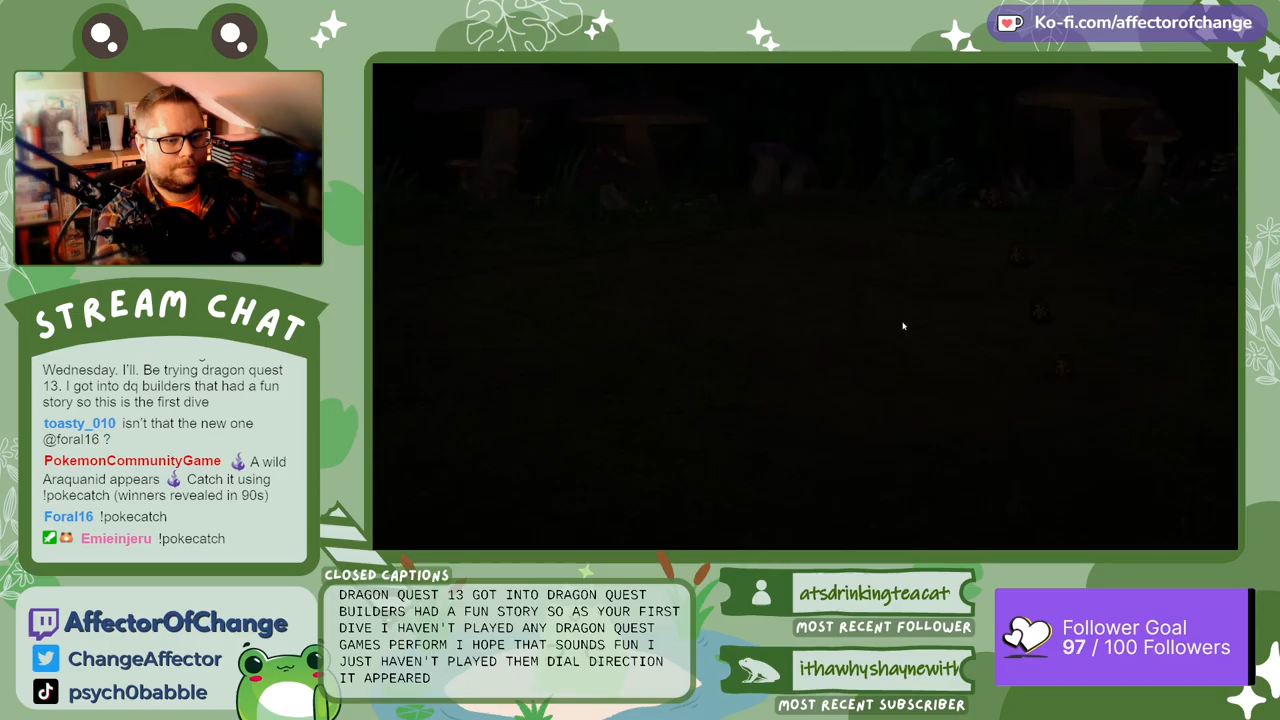 Ko-fi.com/affectorofchange
STREAM CHAT
Wednesday. I'll. Be trying dragon quest
13. I got into dq builders that had a fun
story so this is the first dive
toasty_010 isn't that the new one
@foral16 ?
PokemonCommunityGame A wild
Araquanid appears Catch it using
!pokecatch (winners revealed in 90s)
Foral16 !pokecatch
Emieinjeru !pokecatch
AffectorOfChange
ChangeAffector
psych0babble
CLOSED CAPTIONS
DRAGON QUEST 13 GOT INTO DRAGON QUEST
BUILDERS HAD A FUN STORY SO AS YOUR FIRST
DIVE I HAVEN'T PLAYED ANY DRAGON QUEST
GAMES PERFORM I HOPE THAT SOUNDS FUN I
JUST HAVEN'T PLAYED THEM DIAL DIRECTION
IT APPEARED
atsdrinkingteacat
MOST RECENT FOLLOWER
ithawhyshaynewith
MOST RECENT SUBSCRIBER
Follower Goal
97 / 100 Followers